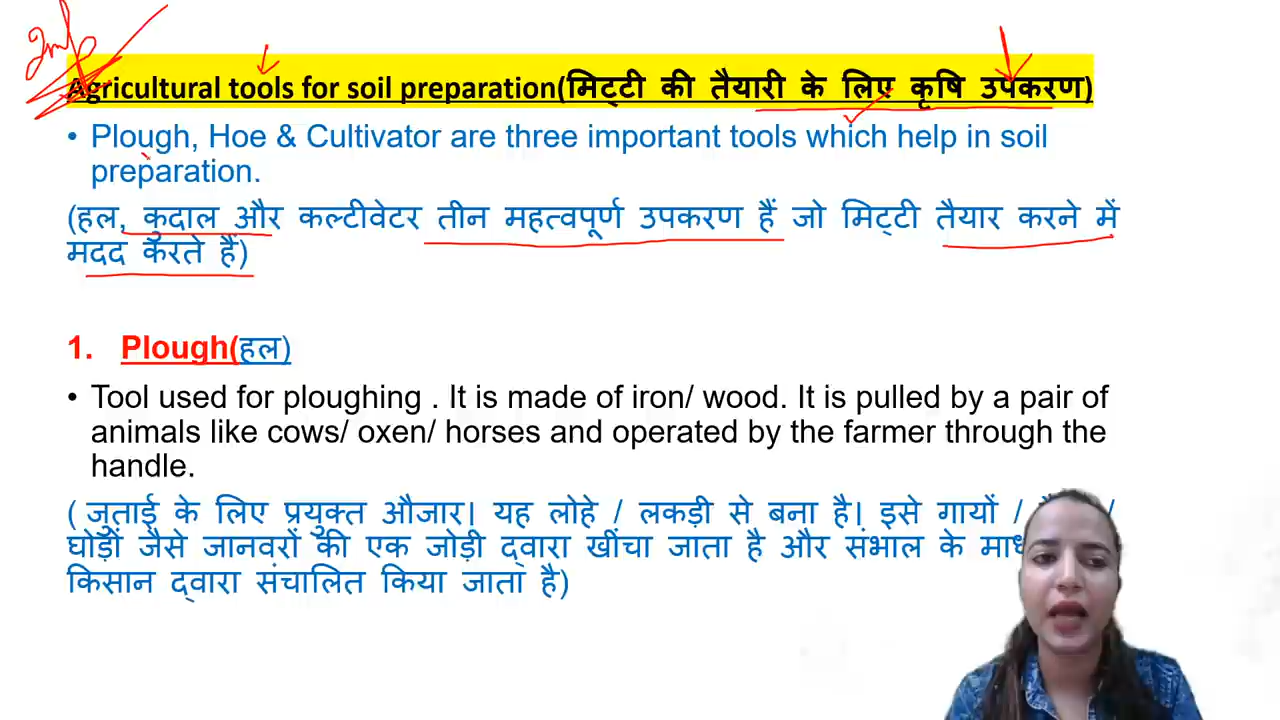 Imp
Agricultural tools for soil preparation(मिट्टी की तैयारी के लिए कृषि उपकरण)
• Plough, Hoe & Cultivator are three important tools which help in soil
preparation.
(हल, कुदाल और कल्टीवेटर तीन महत्वपूर्ण उपकरण हैं जो मिट्टी तैयार करने में
मदद करते हैं)
1. Plough(हल)
• Tool used for ploughing . It is made of iron/ wood. It is pulled by a pair of
animals like cows/ oxen/ horses and operated by the farmer through the
handle.
( जुताई के लिए प्रयुक्त औजार। यह लोहे / लकड़ी से बना है। इसे गायों / /
घोड़ों जैसे जानवरों की एक जोड़ी द्वारा खींचा जाता है और संभाल के
किसान द्वारा संचालित किया जाता है)